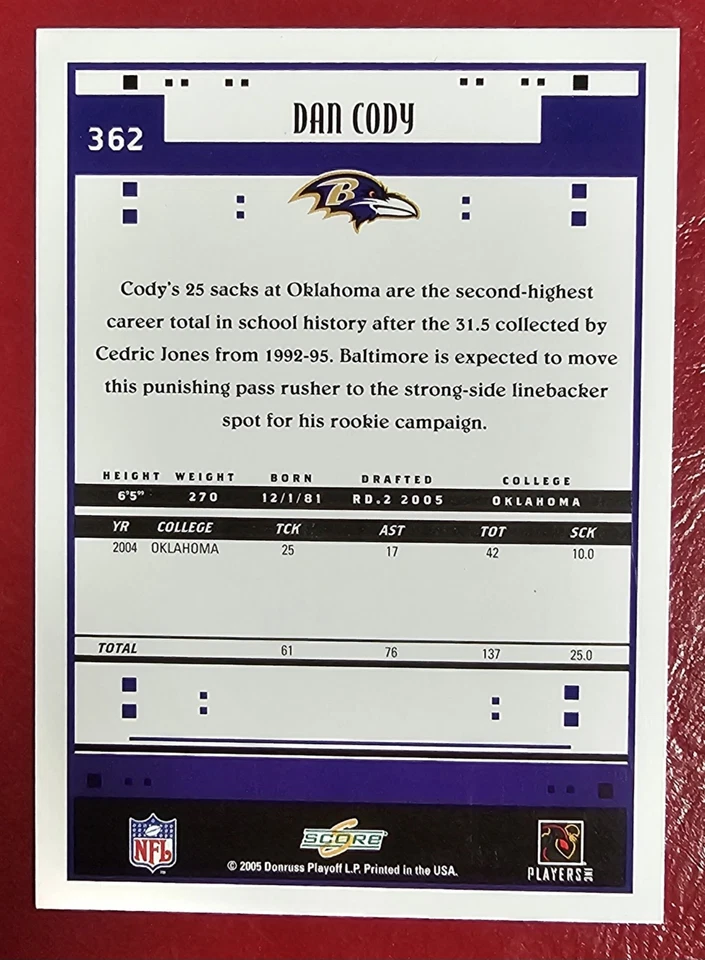 DAN CODY
362
B
Cody's 25 sacks at Oklahoma are the second-highest
career total in school history after the 31.5 collected by
Cedric Jones from 1992-95. Baltimore is expected to move
this punishing pass rusher to the strong-side linebacker
spot for his rookie campaign.
HEIGHT WEIGHT BORN DRAFTED COLLEGE
6'5" 270 12/1/81 RD.2 2005 OKLAHOMA
YR COLLEGE TCK AST TOT SCK
2004 OKLAHOMA 25 17 42 10.0
TOTAL 61 76 137 25.0
NFL
SCORE
© 2005 Donruss Playoff L.P. Printed in the USA.
PLAYERS INC